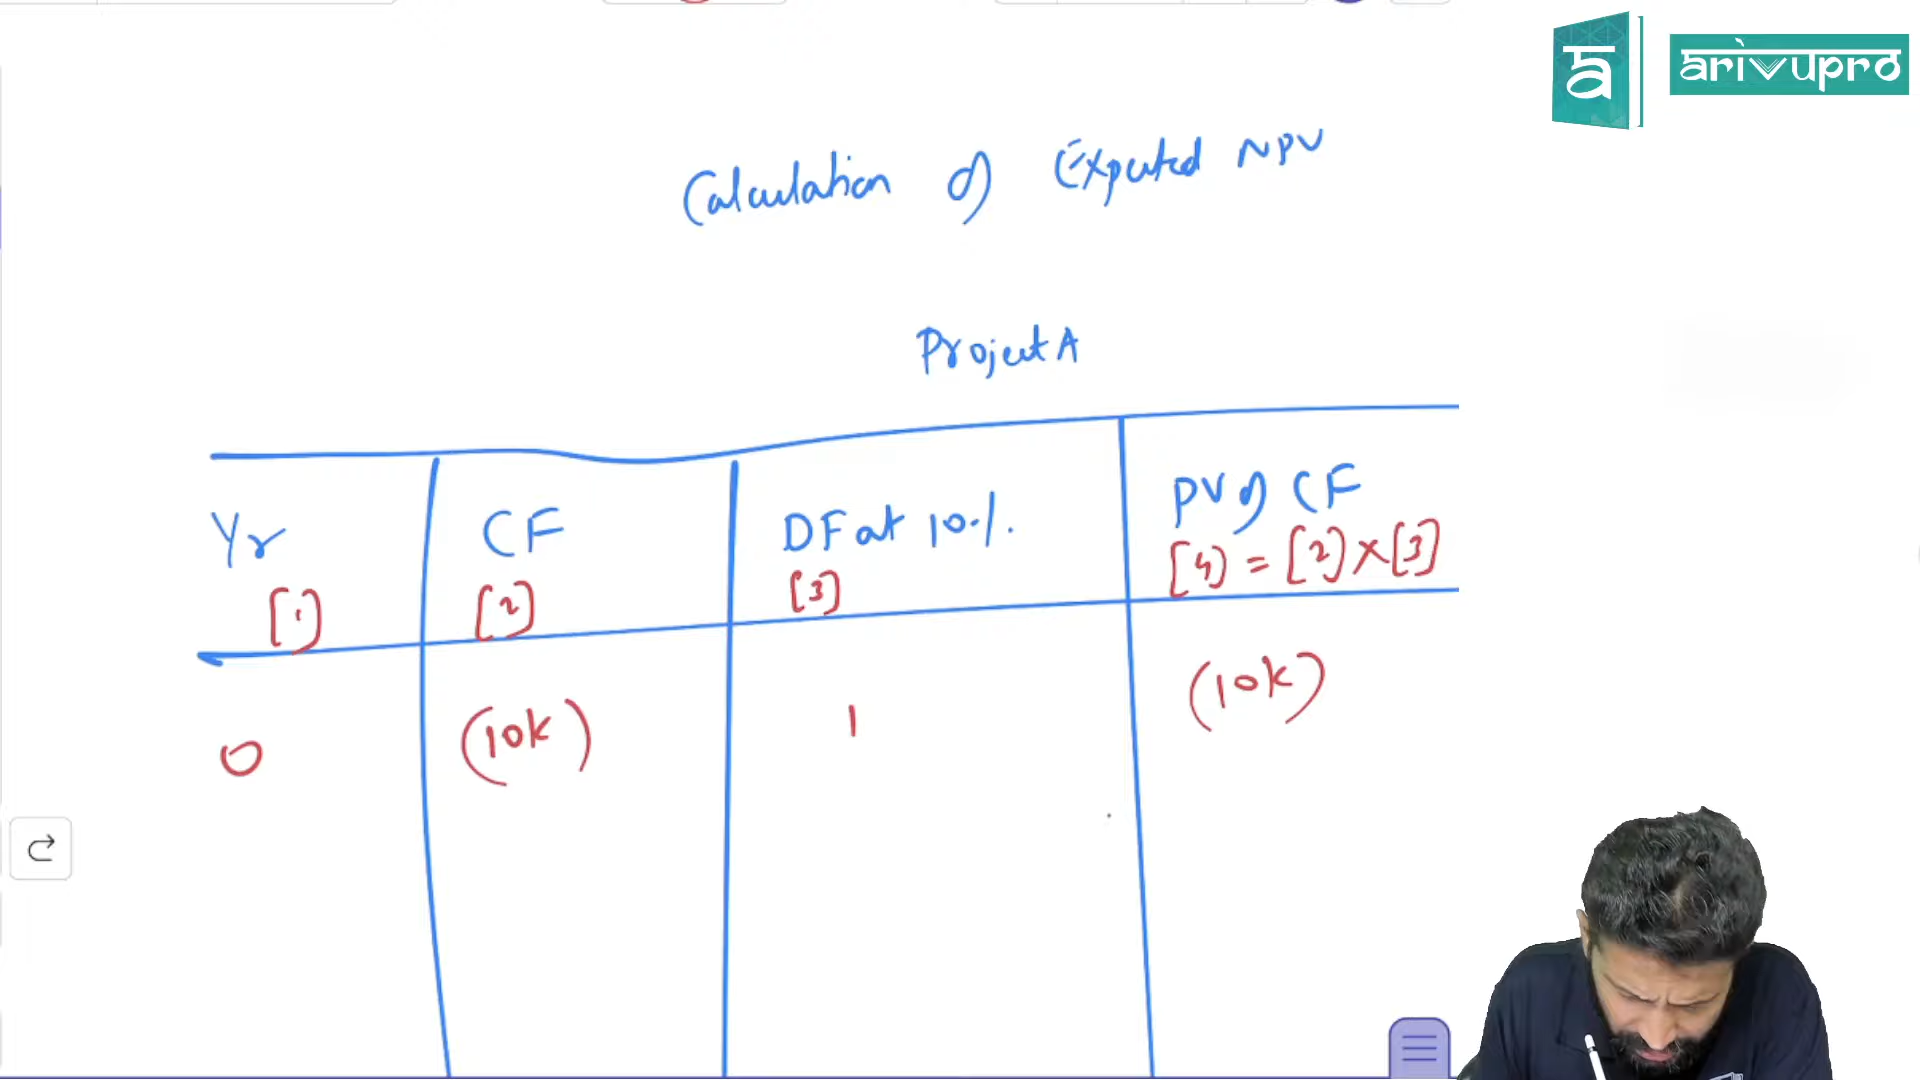 a arivupro
Calculation of Expected NPV
Project A
Yr CF DF at 10% PV of CF
[1] [2] [3] [4) = [2] x [3]
0 (10k) 1 (10k)